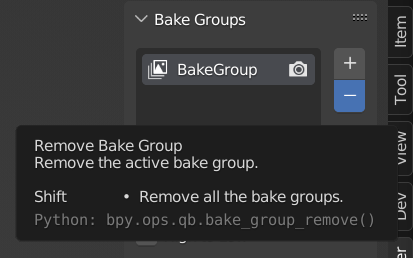 Bake Groups
BakeGroup
Remove Bake Group
Remove the active bake group.
Shift • Remove all the bake groups.
Python: bpy.ops.qb.bake_group_remove()
Item
Tool
View
Dev